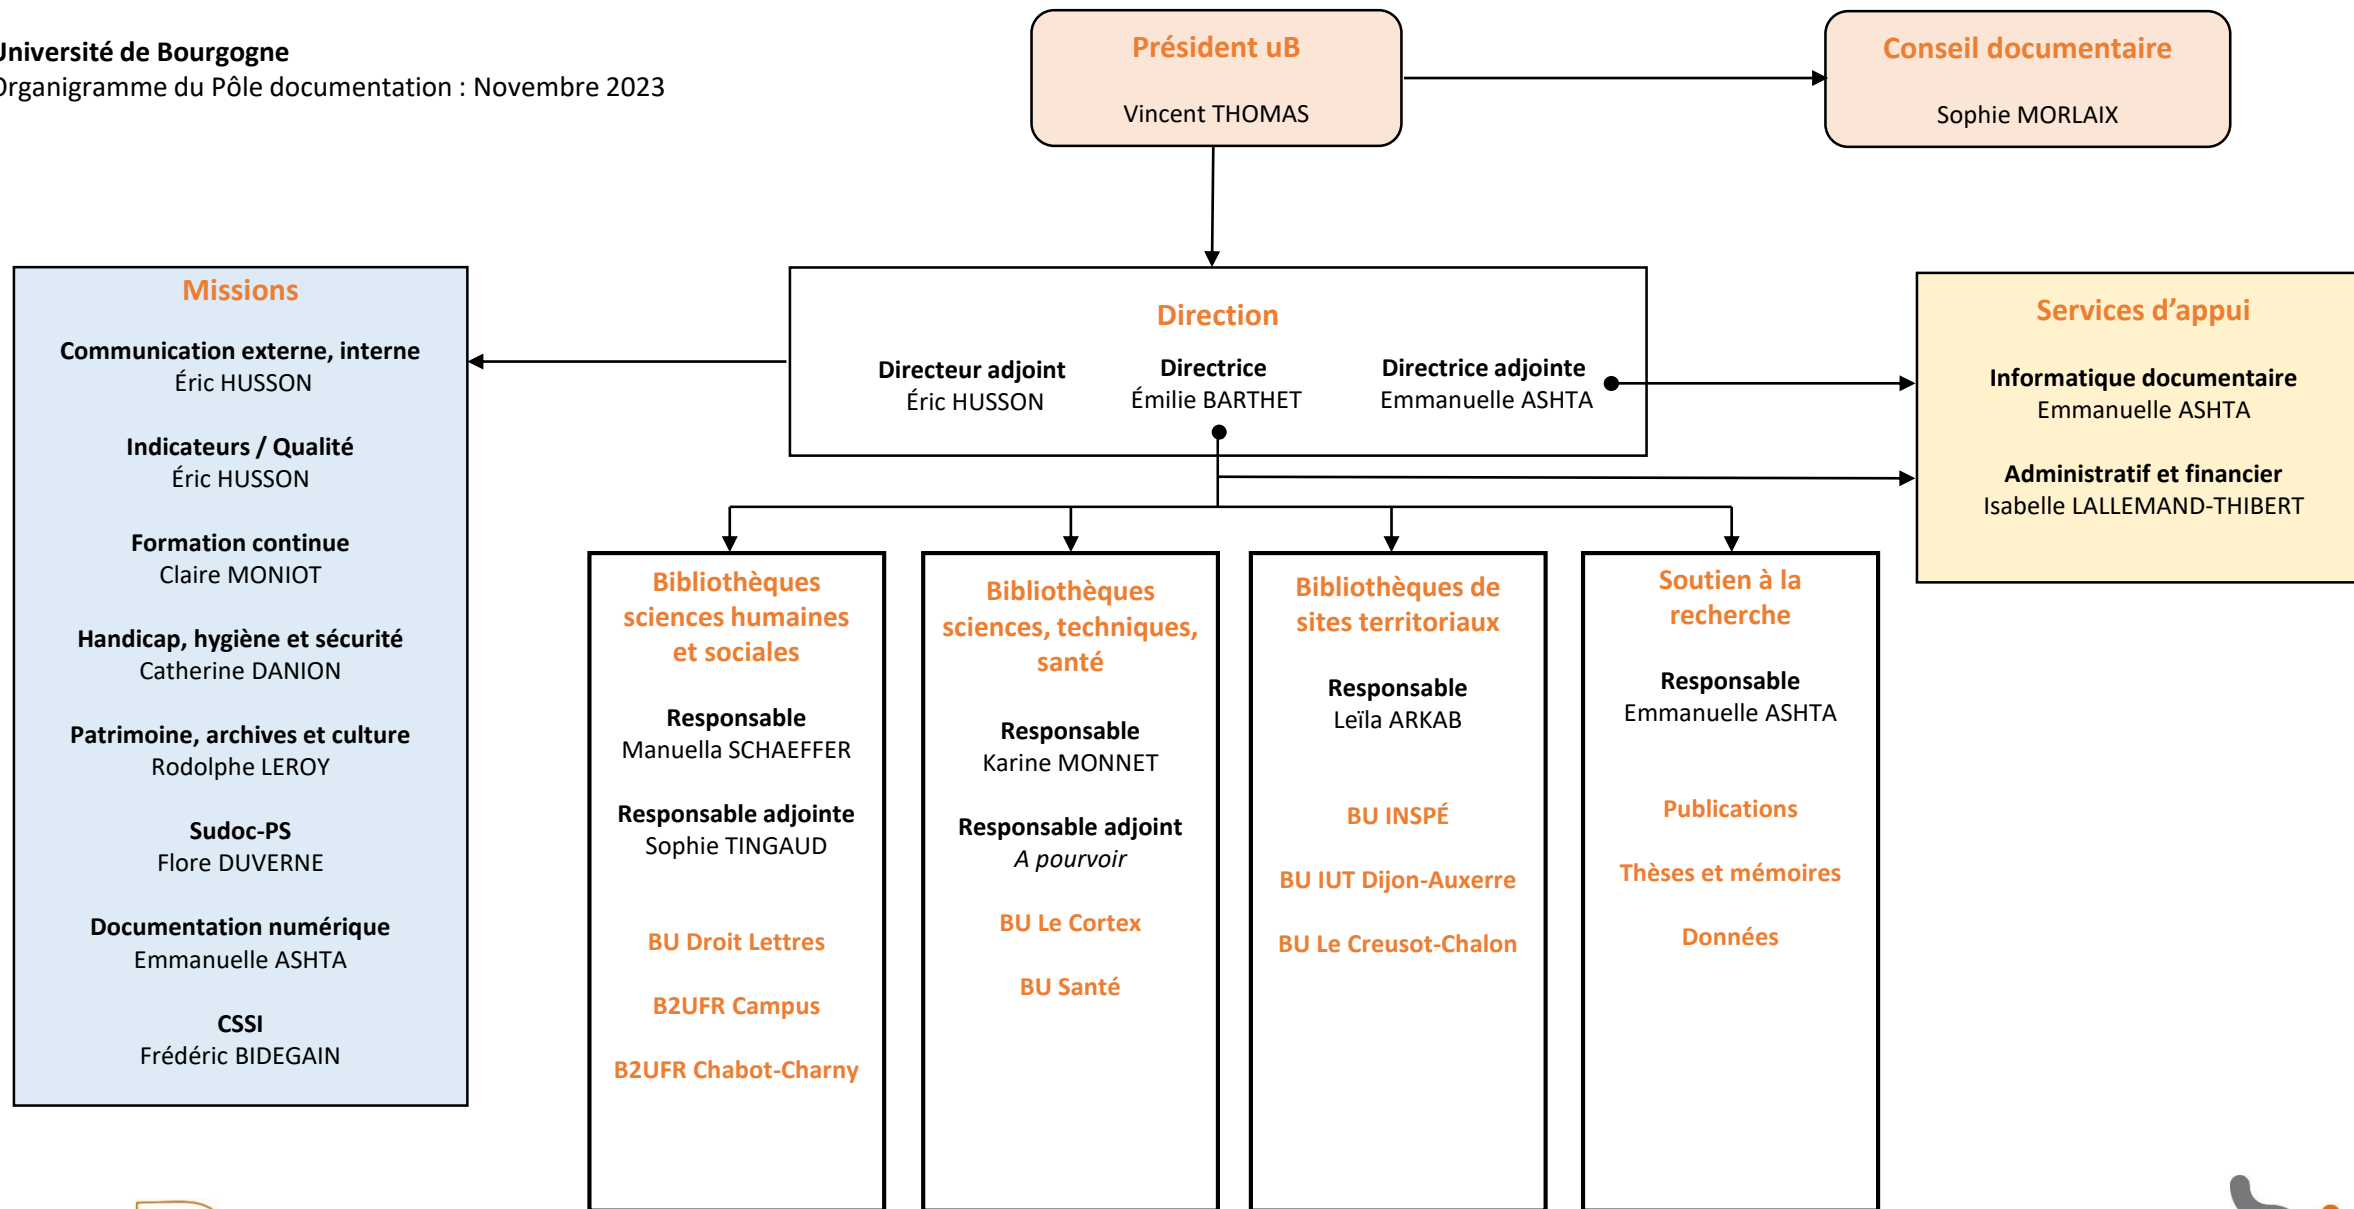 Université de Bourgogne
Organigramme du Pôle documentation : Novembre 2023
Président uB
Vincent THOMAS
Conseil documentaire
Sophie MORLAIX
Missions
Communication externe, interne
Éric HUSSON
Indicateurs / Qualité
Éric HUSSON
Formation continue
Claire MONIOT
Handicap, hygiène et sécurité
Catherine DANION
Patrimoine, archives et culture
Rodolphe LEROY
Sudoc-PS
Flore DUVERNE
Documentation numérique
Emmanuelle ASHTA
CSSI
Frédéric BIDEGAIN
Direction
Directeur adjoint
Éric HUSSON
Directrice
Émilie BARTHET
Directrice adjointe
Emmanuelle ASHTA
Services d’appui
Informatique documentaire
Emmanuelle ASHTA
Administratif et financier
Isabelle LALLEMAND-THIBERT
Bibliothèques
sciences humaines
et sociales
Responsable
Manuella SCHAEFFER
Responsable adjointe
Sophie TINGAUD
BU Droit Lettres
B2UFR Campus
B2UFR Chabot-Charny
Bibliothèques
sciences, techniques,
santé
Responsable
Karine MONNET
Responsable adjoint
A pourvoir
BU Le Cortex
BU Santé
Bibliothèques de
sites territoriaux
Responsable
Leïla ARKAB
BU INSPÉ
BU IUT Dijon-Auxerre
BU Le Creusot-Chalon
Soutien à la
recherche
Responsable
Emmanuelle ASHTA
Publications
Thèses et mémoires
Données